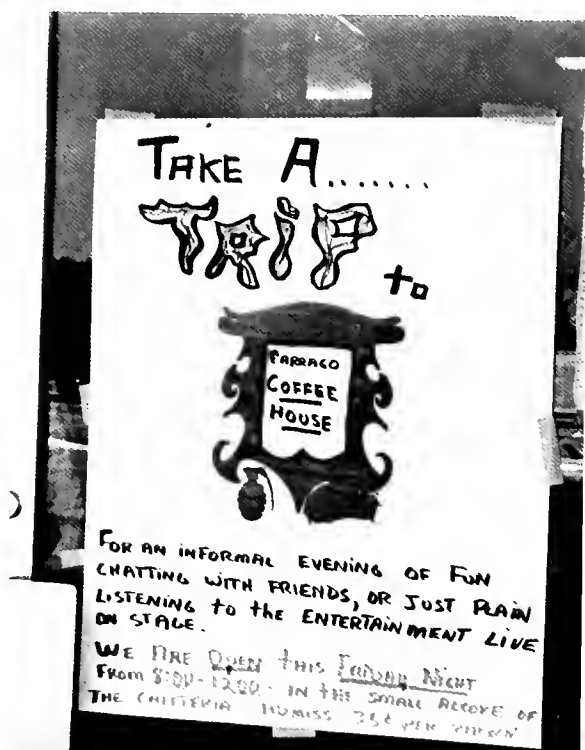 TAKE A.......
TRIP
to
FARRAGO
COFFEE
HOUSE
FOR AN INFORMAL EVENING OF FUN
CHATTING WITH FRIENDS, OR JUST PLAIN
LISTENING to the ENTERTAINMENT LIVE
ON STAGE.
WE ARE OPEN this FRIDAY NIGHT
FROM 8:00-12:00- IN the SMALL ALCOVE OF
THE CAFETERIA 35¢ PER